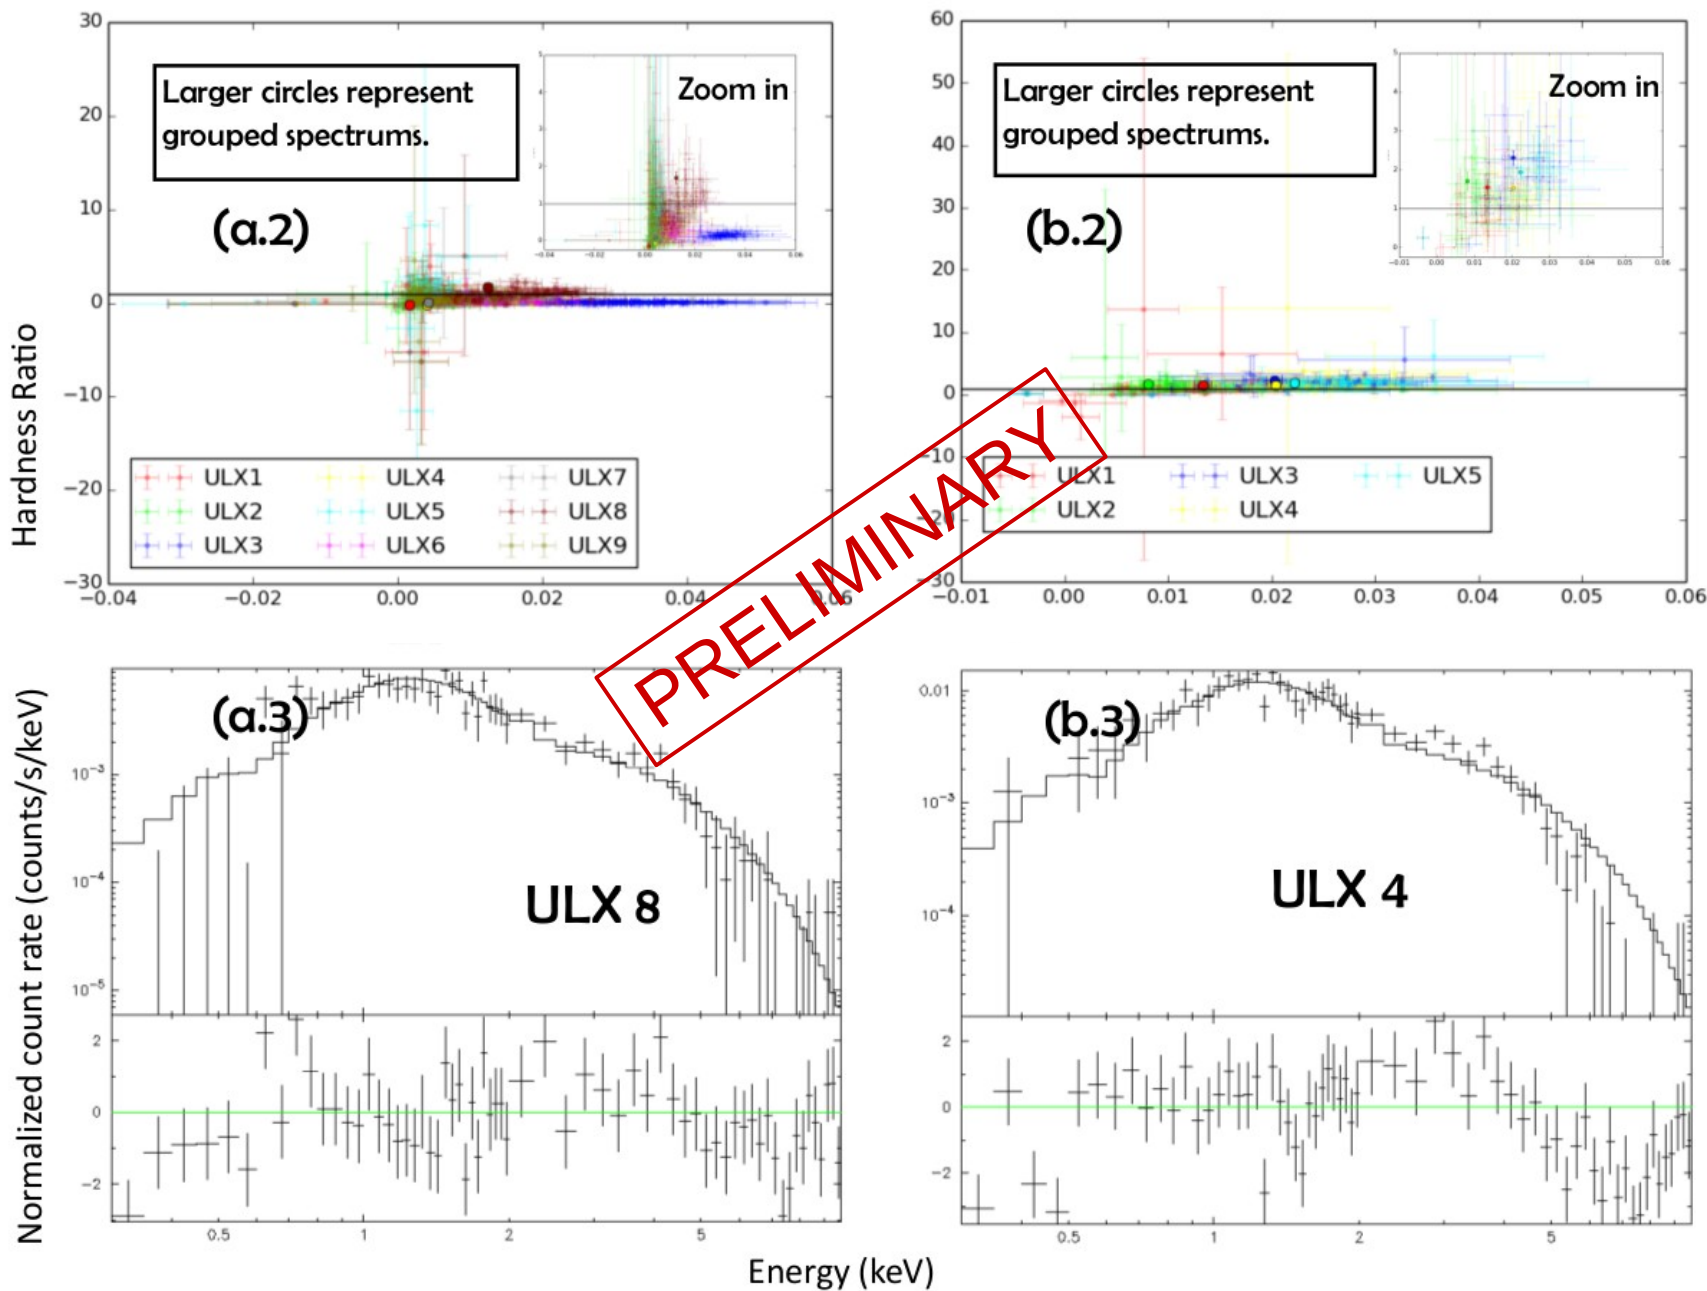 30
20
10
0
−10
−20
−30
Larger circles represent
grouped spectrums.
Zoom in
(a.2)
ULX1
ULX4
ULX7
ULX2
ULX5
ULX8
ULX3
ULX6
ULX9
−0.04
−0.02
0.00
0.02
0.04
Hardness Ratio
60
50
40
30
20
10
0
−10
Larger circles represent
grouped spectrums.
Zoom in
(b.2)
ULX1
ULX3
ULX5
ULX2
ULX4
−0.01
0.00
0.01
0.02
0.03
0.04
0.05
0.06
PRELIMINARY
Normalized count rate (counts/s/keV)
(a.3)
10⁻³
10⁻⁴
10⁻⁵
ULX 8
2
0
−2
0.5
1
2
5
(b.3)
0.01
10⁻³
10⁻⁴
ULX 4
2
0
−2
0.5
1
2
5
Energy (keV)